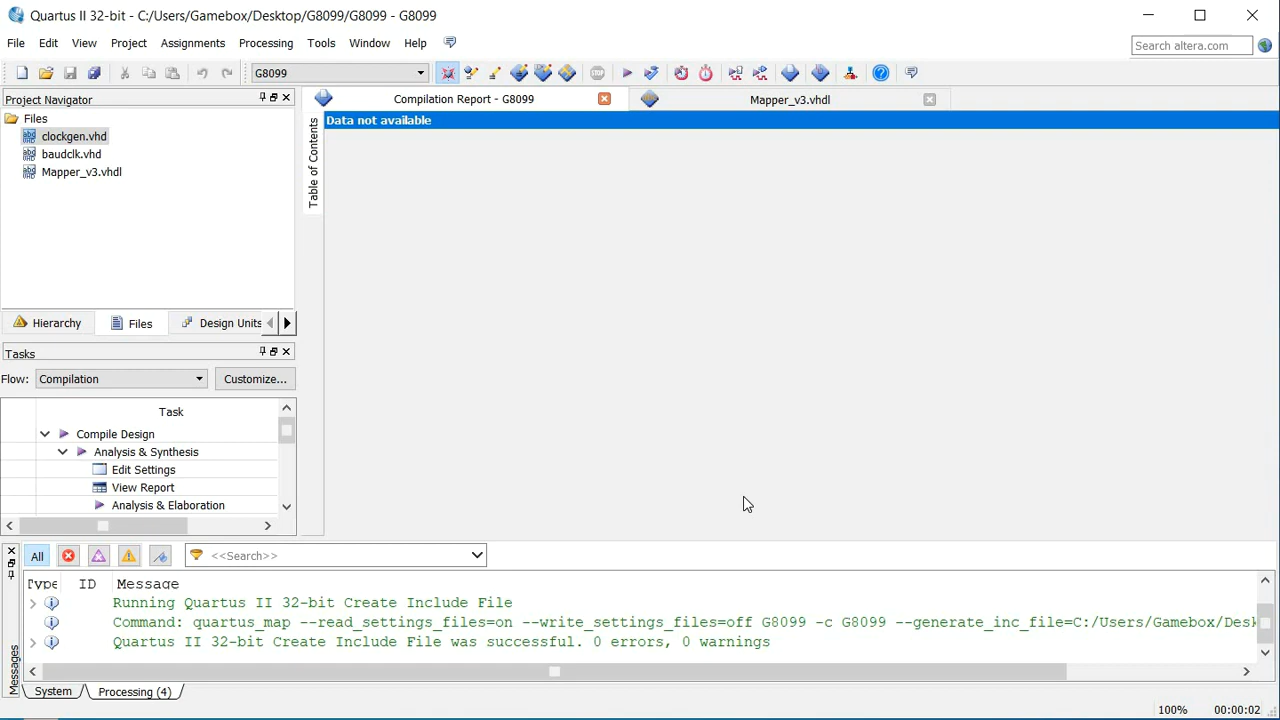 Quartus II 32-bit - C:/Users/Gamebox/Desktop/G8099/G8099 - G8099
File Edit View Project Assignments Processing Tools Window Help
Search altera.com
G8099
Project Navigator
Compilation Report - G8099
Mapper_v3.vhdl
Files
Data not available
clockgen.vhd
baudclk.vhd
Mapper_v3.vhdl
Table of Contents
Hierarchy Files Design Units
Tasks
Flow: Compilation Customize...
Task
Compile Design
Analysis & Synthesis
Edit Settings
View Report
Analysis & Elaboration
All <<Search>>
Type ID Message
Running Quartus II 32-bit Create Include File
Command: quartus_map --read_settings_files=on --write_settings_files=off G8099 -c G8099 --generate_inc_file=C:/Users/Gamebox/Desk
Quartus II 32-bit Create Include File was successful. 0 errors, 0 warnings
Messages
System Processing (4)
100% 00:00:02